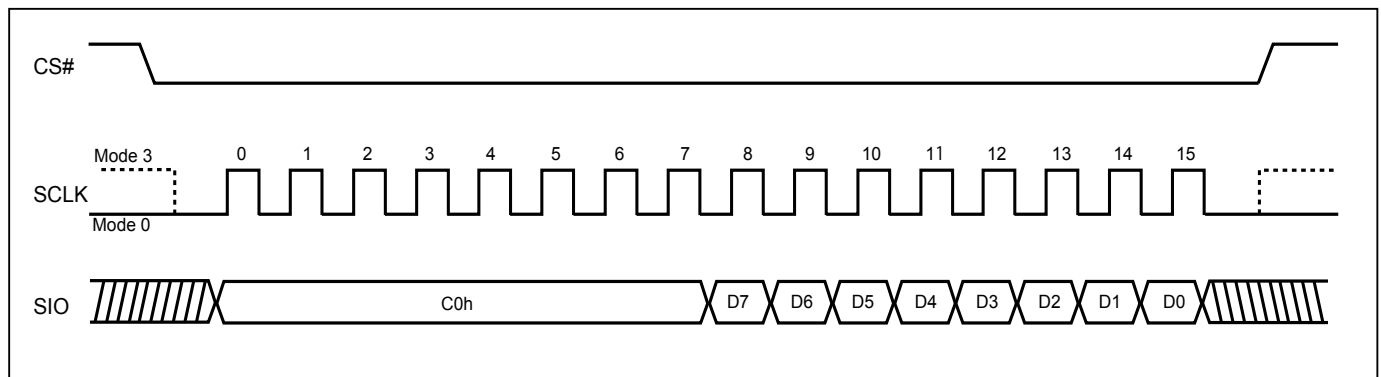 CS#
Mode 3
0 1 2 3 4 5 6 7 8 9 10 11 12 13 14 15
SCLK
Mode 0
SIO C0h D7 D6 D5 D4 D3 D2 D1 D0